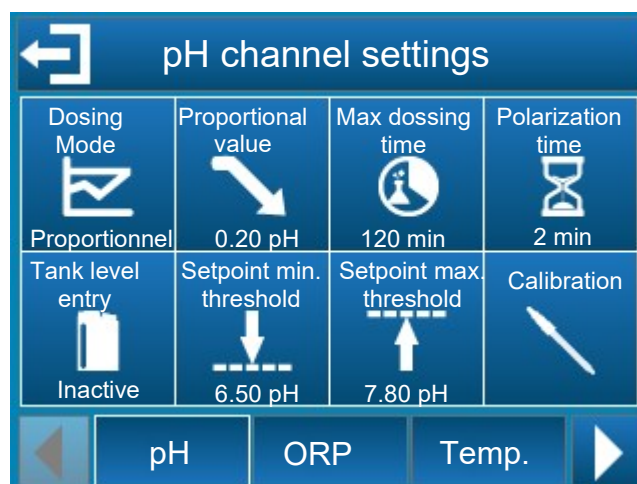 pH channel settings
Dosing
Mode
Proportionnel
Proportional
value
0.20 pH
Max dossing
time
120 min
Polarization
time
2 min
Tank level
entry
Inactive
Setpoint min.
threshold
6.50 pH
Setpoint max.
threshold
7.80 pH
Calibration
pH
ORP
Temp.